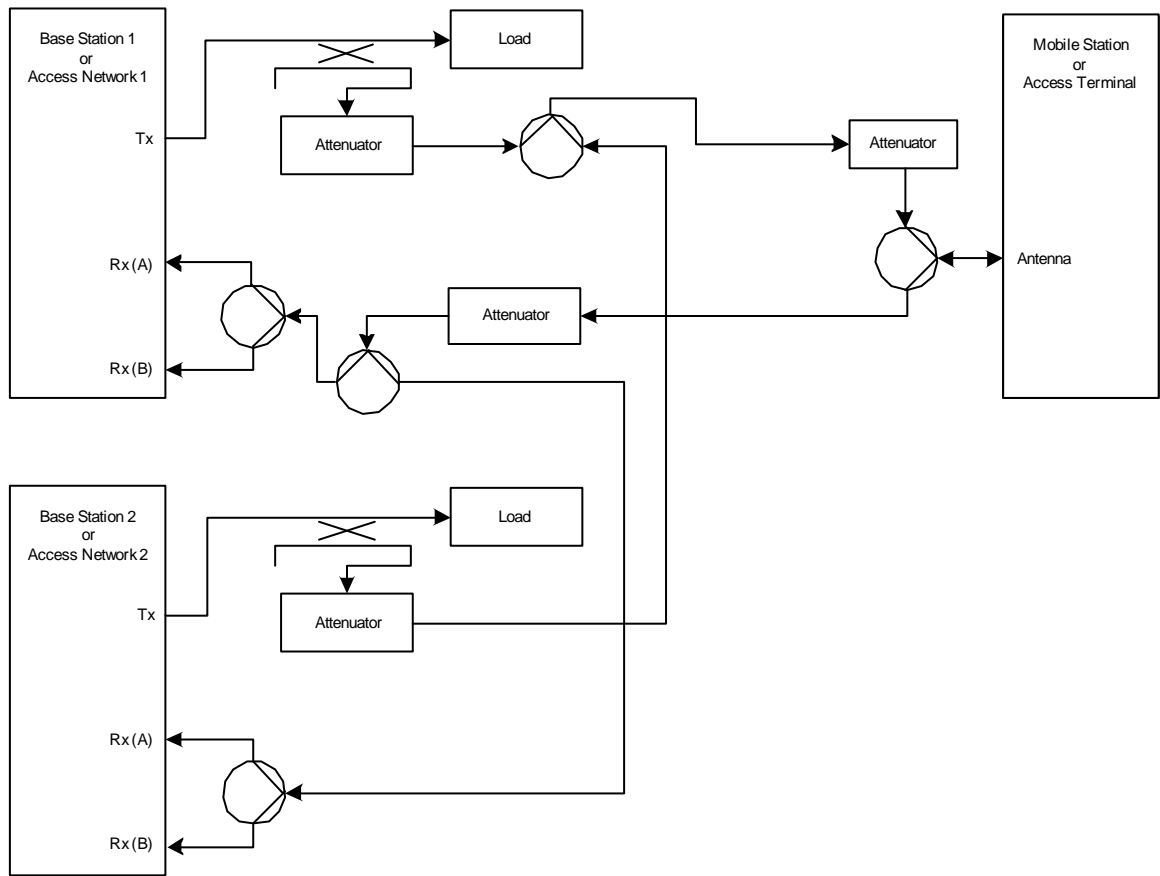 Base Station 1
or
Access Network 1
Tx
Rx (A)
Rx (B)
Load
Attenuator
Attenuator
Attenuator
Mobile Station
or
Access Terminal
Antenna
Base Station 2
or
Access Network 2
Tx
Rx (A)
Rx (B)
Load
Attenuator